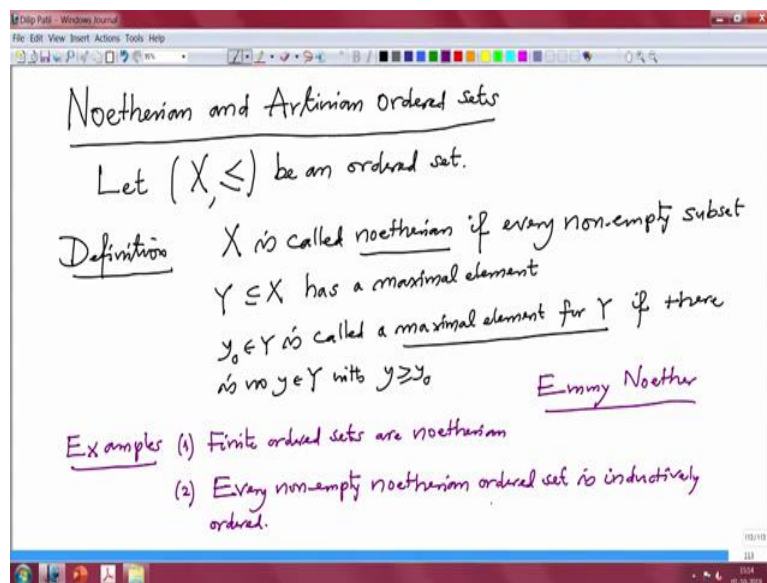 Dilip Patil - Windows Journal
File Edit View Insert Actions Tools Help
Noetherian and Artinian ordered sets
Let (X, ≤) be an ordered set.
Definition X is called noetherian if every non-empty subset
Y ⊆ X has a maximal element
y₀ ∈ Y is called a maximal element for Y if there
is no y ∈ Y with y ≥ y₀
Emmy Noether
Examples (1) Finite ordered sets are noetherian
(2) Every non-empty noetherian ordered set is inductively
ordered.
113